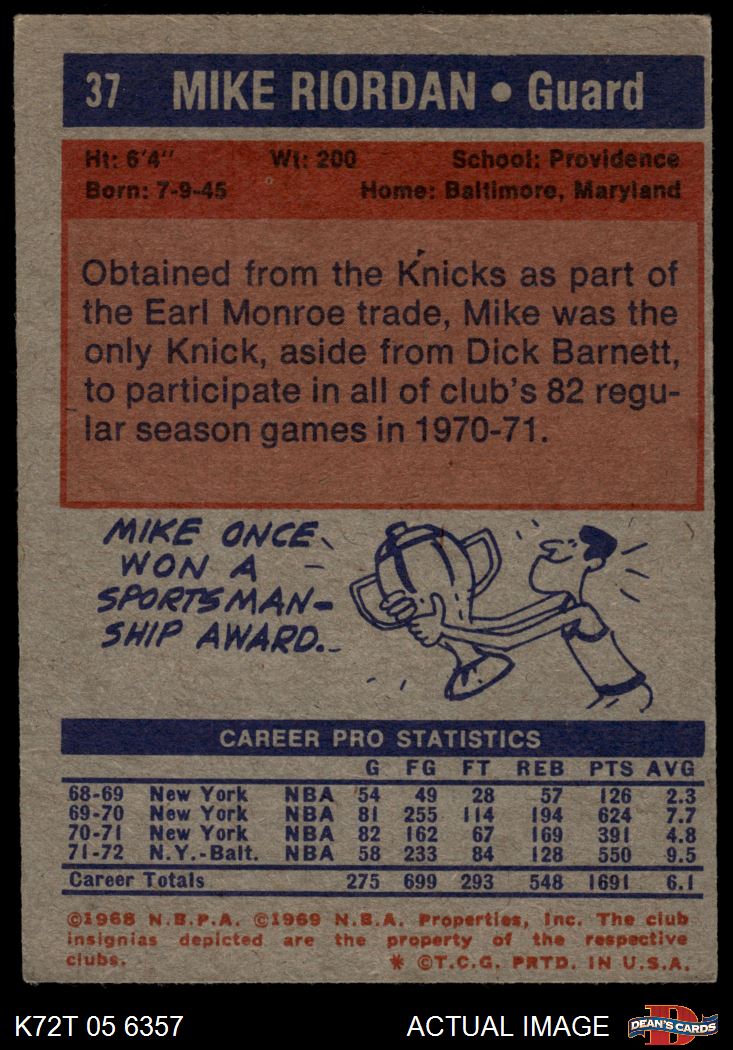 37 MIKE RIORDAN • Guard
Ht: 6'4" Wt: 200 School: Providence
Born: 7-9-45 Home: Baltimore, Maryland
Obtained from the Knicks as part of
the Earl Monroe trade, Mike was the
only Knick, aside from Dick Barnett,
to participate in all of club's 82 regu-
lar season games in 1970-71.
MIKE ONCE
WON A
SPORTSMAN-
SHIP AWARD..
CAREER PRO STATISTICS
G FG FT REB PTS AVG
68-69 New York NBA 54 49 28 57 126 2.3
69-70 New York NBA 81 255 114 194 624 7.7
70-71 New York NBA 82 162 67 169 391 4.8
71-72 N.Y.-Balt. NBA 58 233 84 128 550 9.5
Career Totals 275 699 293 548 1691 6.1
©1968 N.B.P.A. ©1969 N.B.A. Properties, Inc. The club
insignias depicted are the property of the respective
clubs. * ©T.C.G. PRTD. IN U.S.A.
K72T 05 6357 ACTUAL IMAGE D DEAN'S CARDS